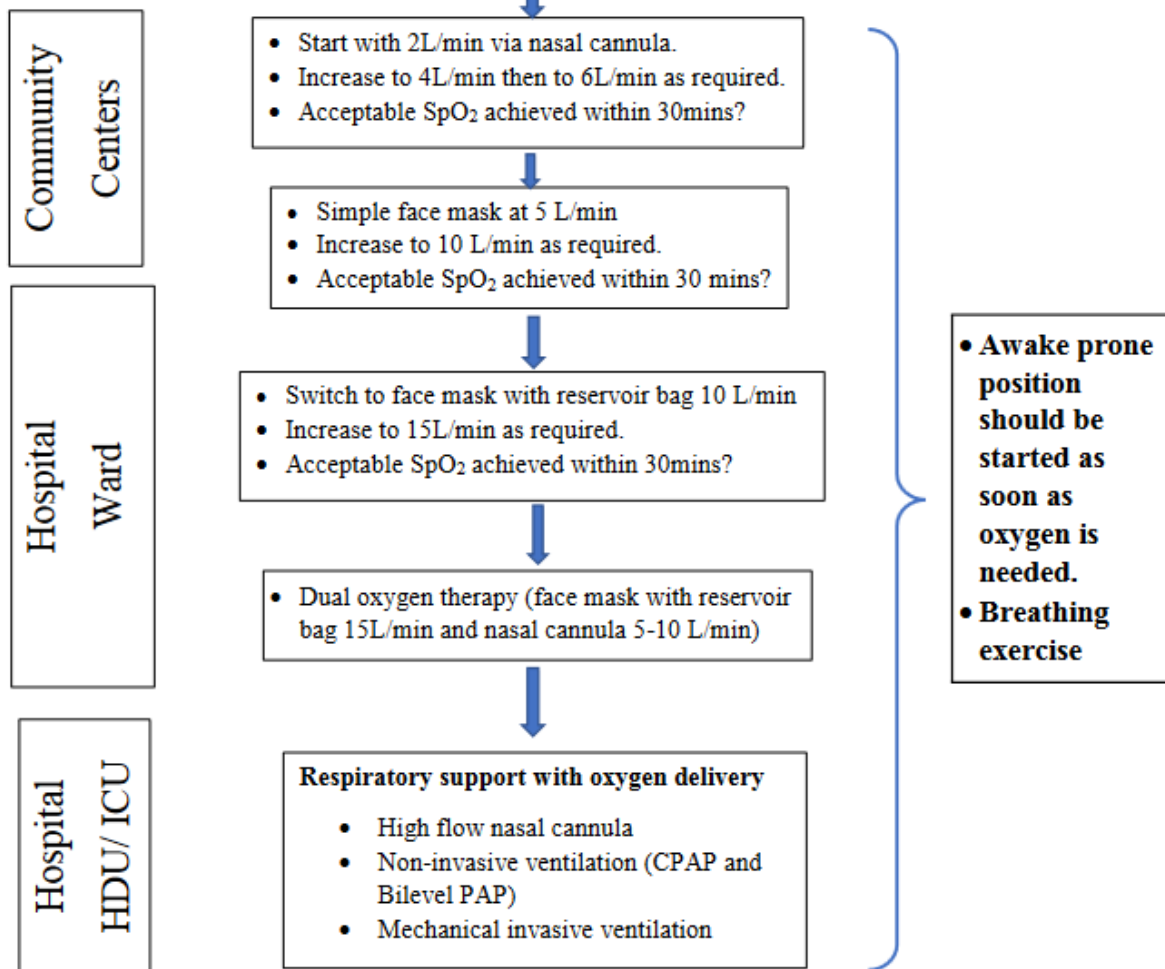 Community
Centers
• Start with 2L/min via nasal cannula.
• Increase to 4L/min then to 6L/min as required.
• Acceptable SpO₂ achieved within 30mins?
• Simple face mask at 5 L/min
• Increase to 10 L/min as required.
• Acceptable SpO₂ achieved within 30 mins?
Hospital
Ward
• Switch to face mask with reservoir bag 10 L/min
• Increase to 15L/min as required.
• Acceptable SpO₂ achieved within 30mins?
• Dual oxygen therapy (face mask with reservoir
bag 15L/min and nasal cannula 5-10 L/min)
Hospital
HDU/ ICU
Respiratory support with oxygen delivery
• High flow nasal cannula
• Non-invasive ventilation (CPAP and
Bilevel PAP)
• Mechanical invasive ventilation
• Awake prone
position
should be
started as
soon as
oxygen is
needed.
• Breathing
exercise